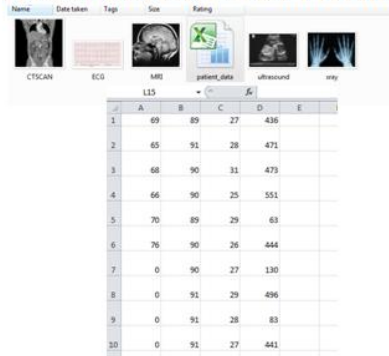 Name Date taken Tags Size Rating
CTSCAN ECG MRI patient_data ultrasound xray
L15 fx
A B C D E
1 69 89 27 436
2 65 91 28 471
3 68 90 31 473
4 66 90 25 551
5 70 89 29 63
6 76 90 26 444
7 0 90 27 130
8 0 91 29 496
9 0 91 28 83
10 0 91 27 441